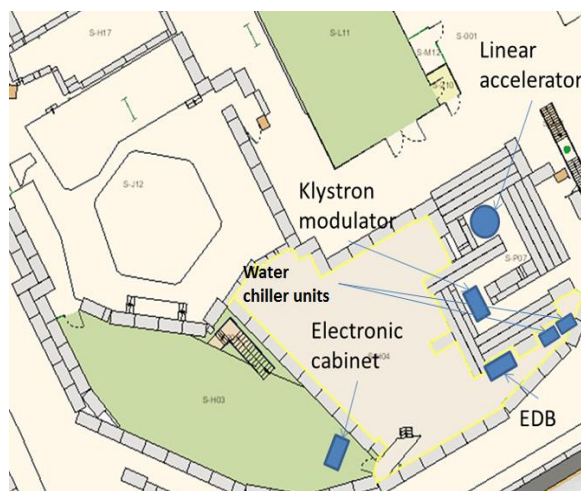 S-H17
S-L11
S-M12
S-001
Linear
accelerator
S-J12
Klystron
modulator
S-P07
Water
chiller units
Electronic
cabinet
S-H03
EDB